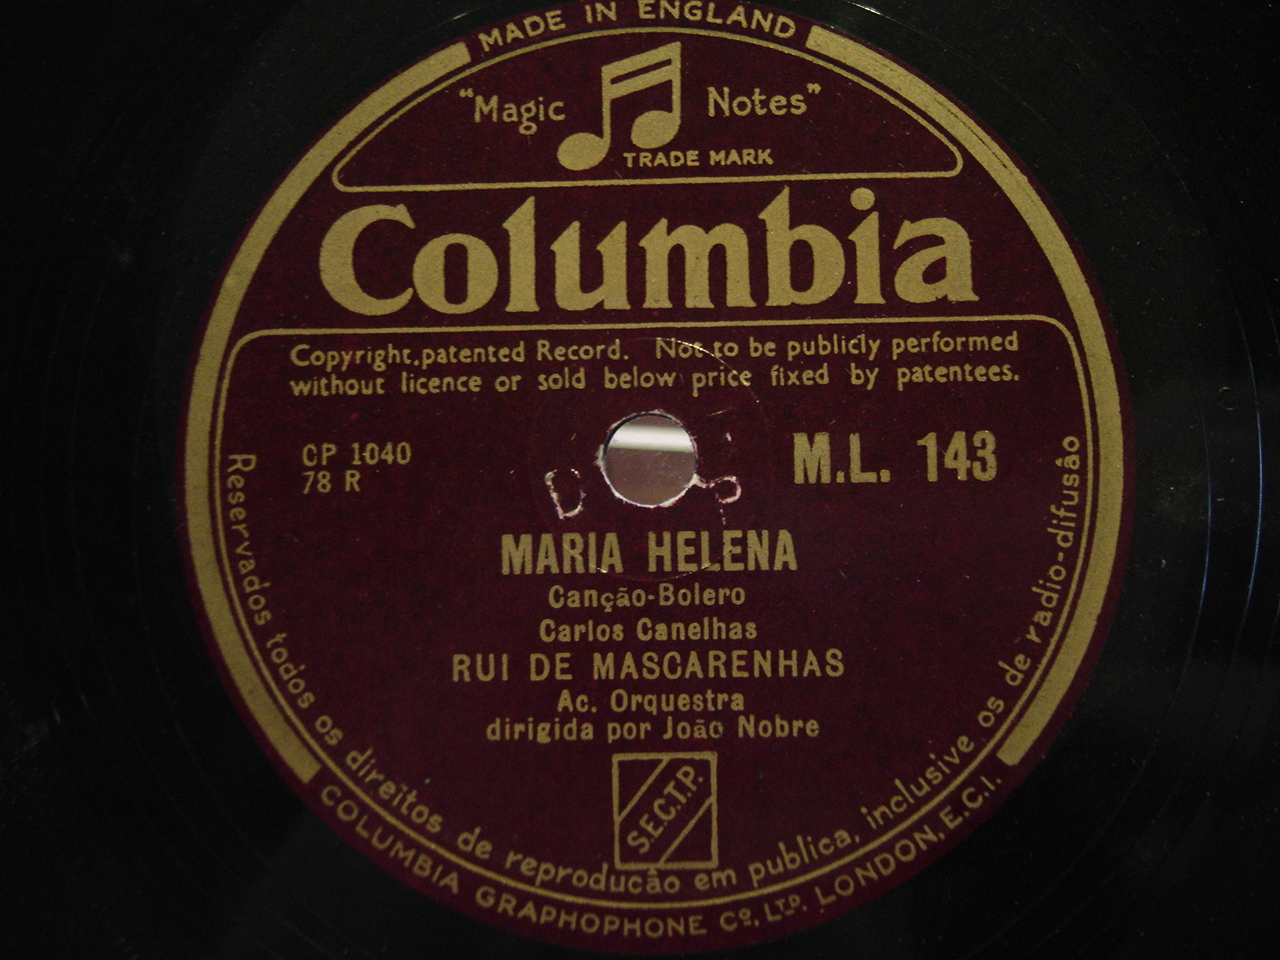 MADE IN ENGLAND
"Magic Notes"
TRADE MARK
Columbia
Copyright, patented Record. Not to be publicly performed
without licence or sold below price fixed by patentees.
CP 1040
78 R
M.L. 143
D P
MARIA HELENA
Canção-Bolero
Carlos Canelhas
RUI DE MASCARENHAS
Ac. Orquestra
dirigida por João Nobre
S.E.C.T.P.
Reservados todos os direitos de reproducâo em publica, inclusive os de radio-difusâo
COLUMBIA GRAPHOPHONE Co., LTD. LONDON, E.C.I.